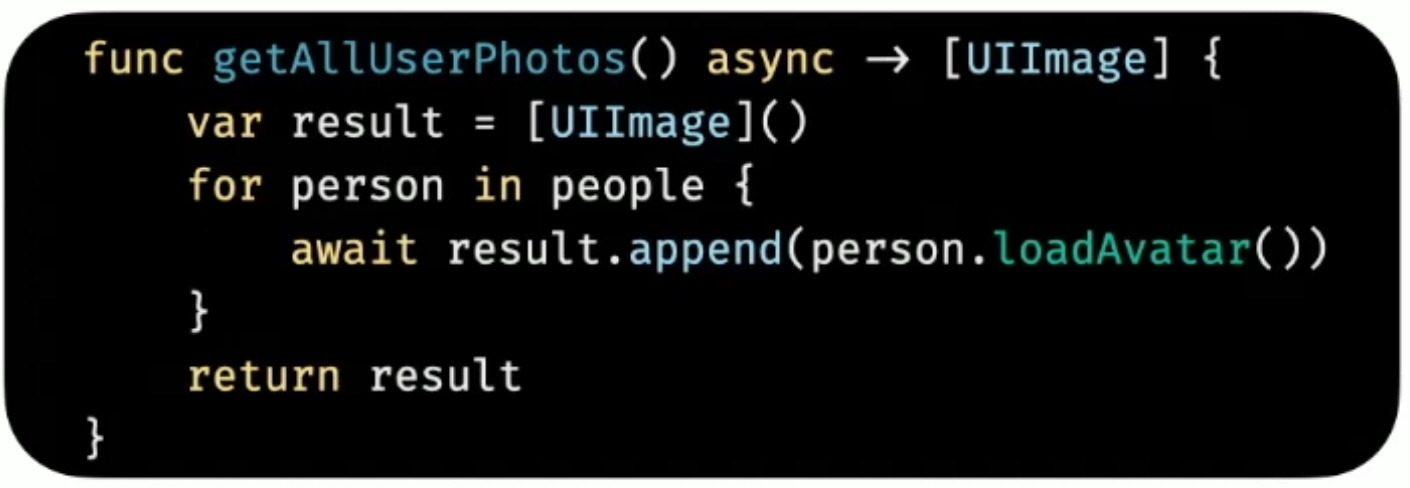 func getAllUserPhotos() async → [UIImage] {
    var result = [UIImage]()
    for person in people {
        await result.append(person.loadAvatar())
    }
    return result
}